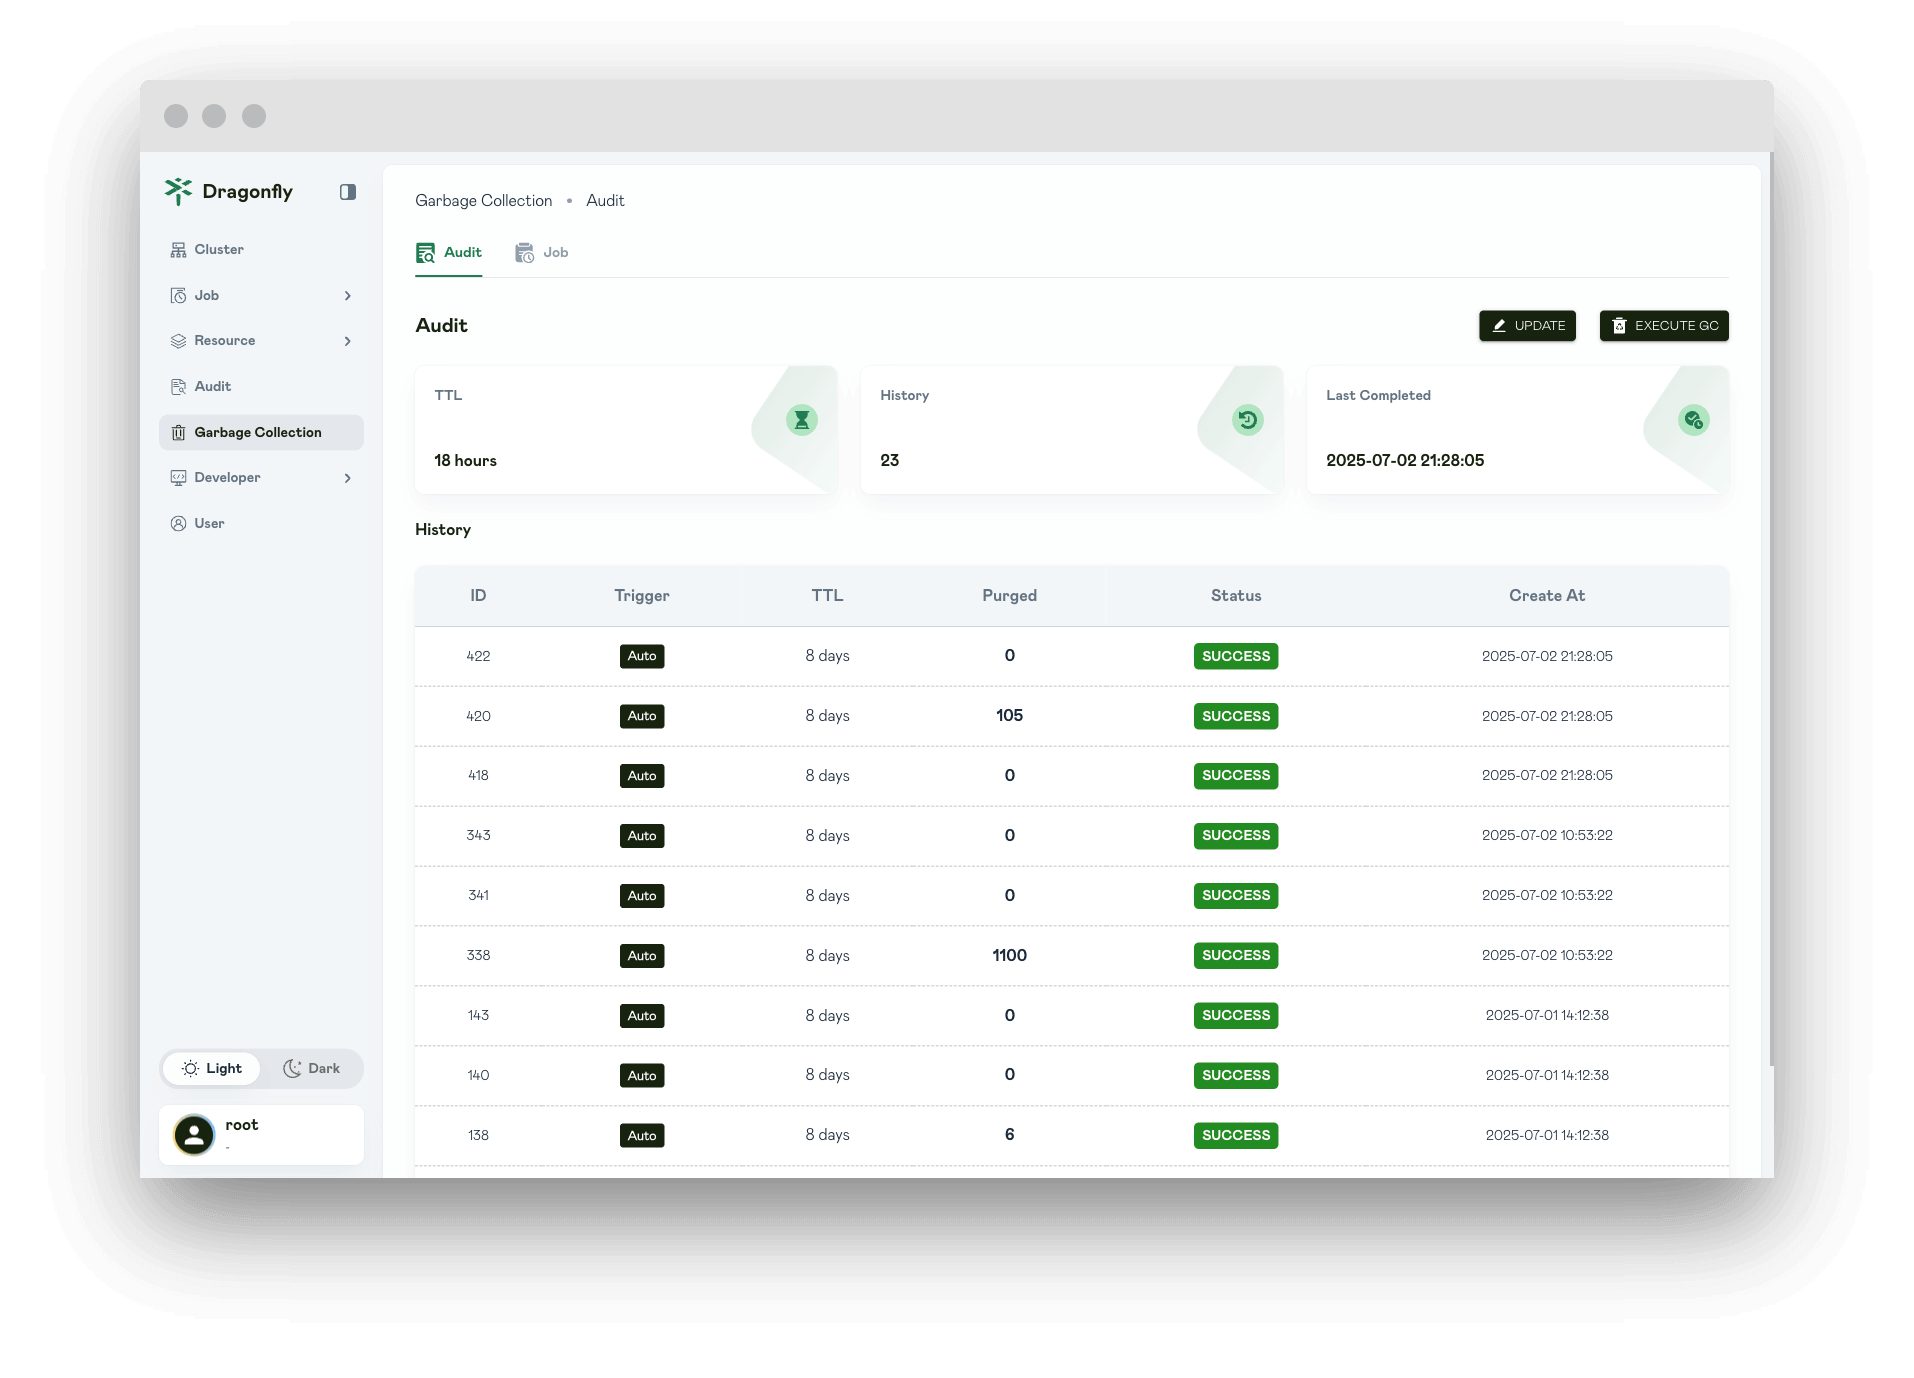 Dragonfly
Cluster
Job
Resource
Audit
Garbage Collection
Developer
User
Light Dark
root
-
Garbage Collection • Audit
Audit Job
Audit
UPDATE EXECUTE GC
TTL
18 hours
History
23
Last Completed
2025-07-02 21:28:05
History
ID Trigger TTL Purged Status Create At
422 Auto 8 days 0 SUCCESS 2025-07-02 21:28:05
420 Auto 8 days 105 SUCCESS 2025-07-02 21:28:05
418 Auto 8 days 0 SUCCESS 2025-07-02 21:28:05
343 Auto 8 days 0 SUCCESS 2025-07-02 10:53:22
341 Auto 8 days 0 SUCCESS 2025-07-02 10:53:22
338 Auto 8 days 1100 SUCCESS 2025-07-02 10:53:22
143 Auto 8 days 0 SUCCESS 2025-07-01 14:12:38
140 Auto 8 days 0 SUCCESS 2025-07-01 14:12:38
138 Auto 8 days 6 SUCCESS 2025-07-01 14:12:38